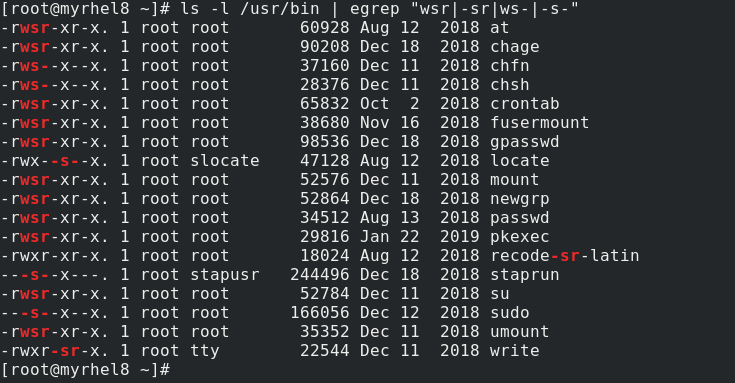 [root@myrhel8 ~]# ls -l /usr/bin | egrep "wsr|-sr|ws-|-s-"
-rwsr-xr-x. 1 root root       60928 Aug 12  2018 at
-rwsr-xr-x. 1 root root       90208 Dec 18  2018 chage
-rws--x--x. 1 root root       37160 Dec 11  2018 chfn
-rws--x--x. 1 root root       28376 Dec 11  2018 chsh
-rwsr-xr-x. 1 root root       65832 Oct  2  2018 crontab
-rwsr-xr-x. 1 root root       38680 Nov 16  2018 fusermount
-rwsr-xr-x. 1 root root       98536 Dec 18  2018 gpasswd
-rwx--s--x. 1 root slocate    47128 Aug 12  2018 locate
-rwsr-xr-x. 1 root root       52576 Dec 11  2018 mount
-rwsr-xr-x. 1 root root       52864 Dec 18  2018 newgrp
-rwsr-xr-x. 1 root root       34512 Aug 13  2018 passwd
-rwsr-xr-x. 1 root root       29816 Jan 22  2019 pkexec
-rwxr-xr-x. 1 root root       18024 Aug 12  2018 recode-sr-latin
---s--x---. 1 root stapusr   244496 Dec 18  2018 staprun
-rwsr-xr-x. 1 root root       52784 Dec 11  2018 su
---s--x--x. 1 root root      166056 Dec 12  2018 sudo
-rwsr-xr-x. 1 root root       35352 Dec 11  2018 umount
-rwxr-sr-x. 1 root tty        22544 Dec 11  2018 write
[root@myrhel8 ~]#